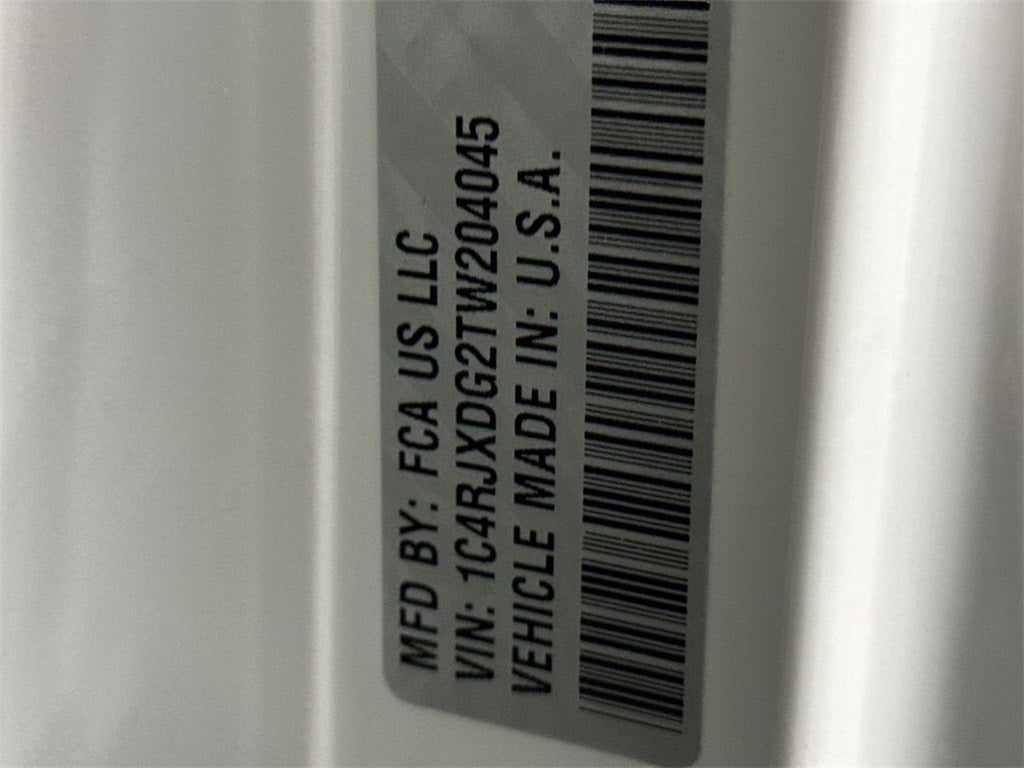 MFD BY: FCA US LLC
VIN: 1C4RJXDG2TW204045
VEHICLE MADE IN: U.S.A.